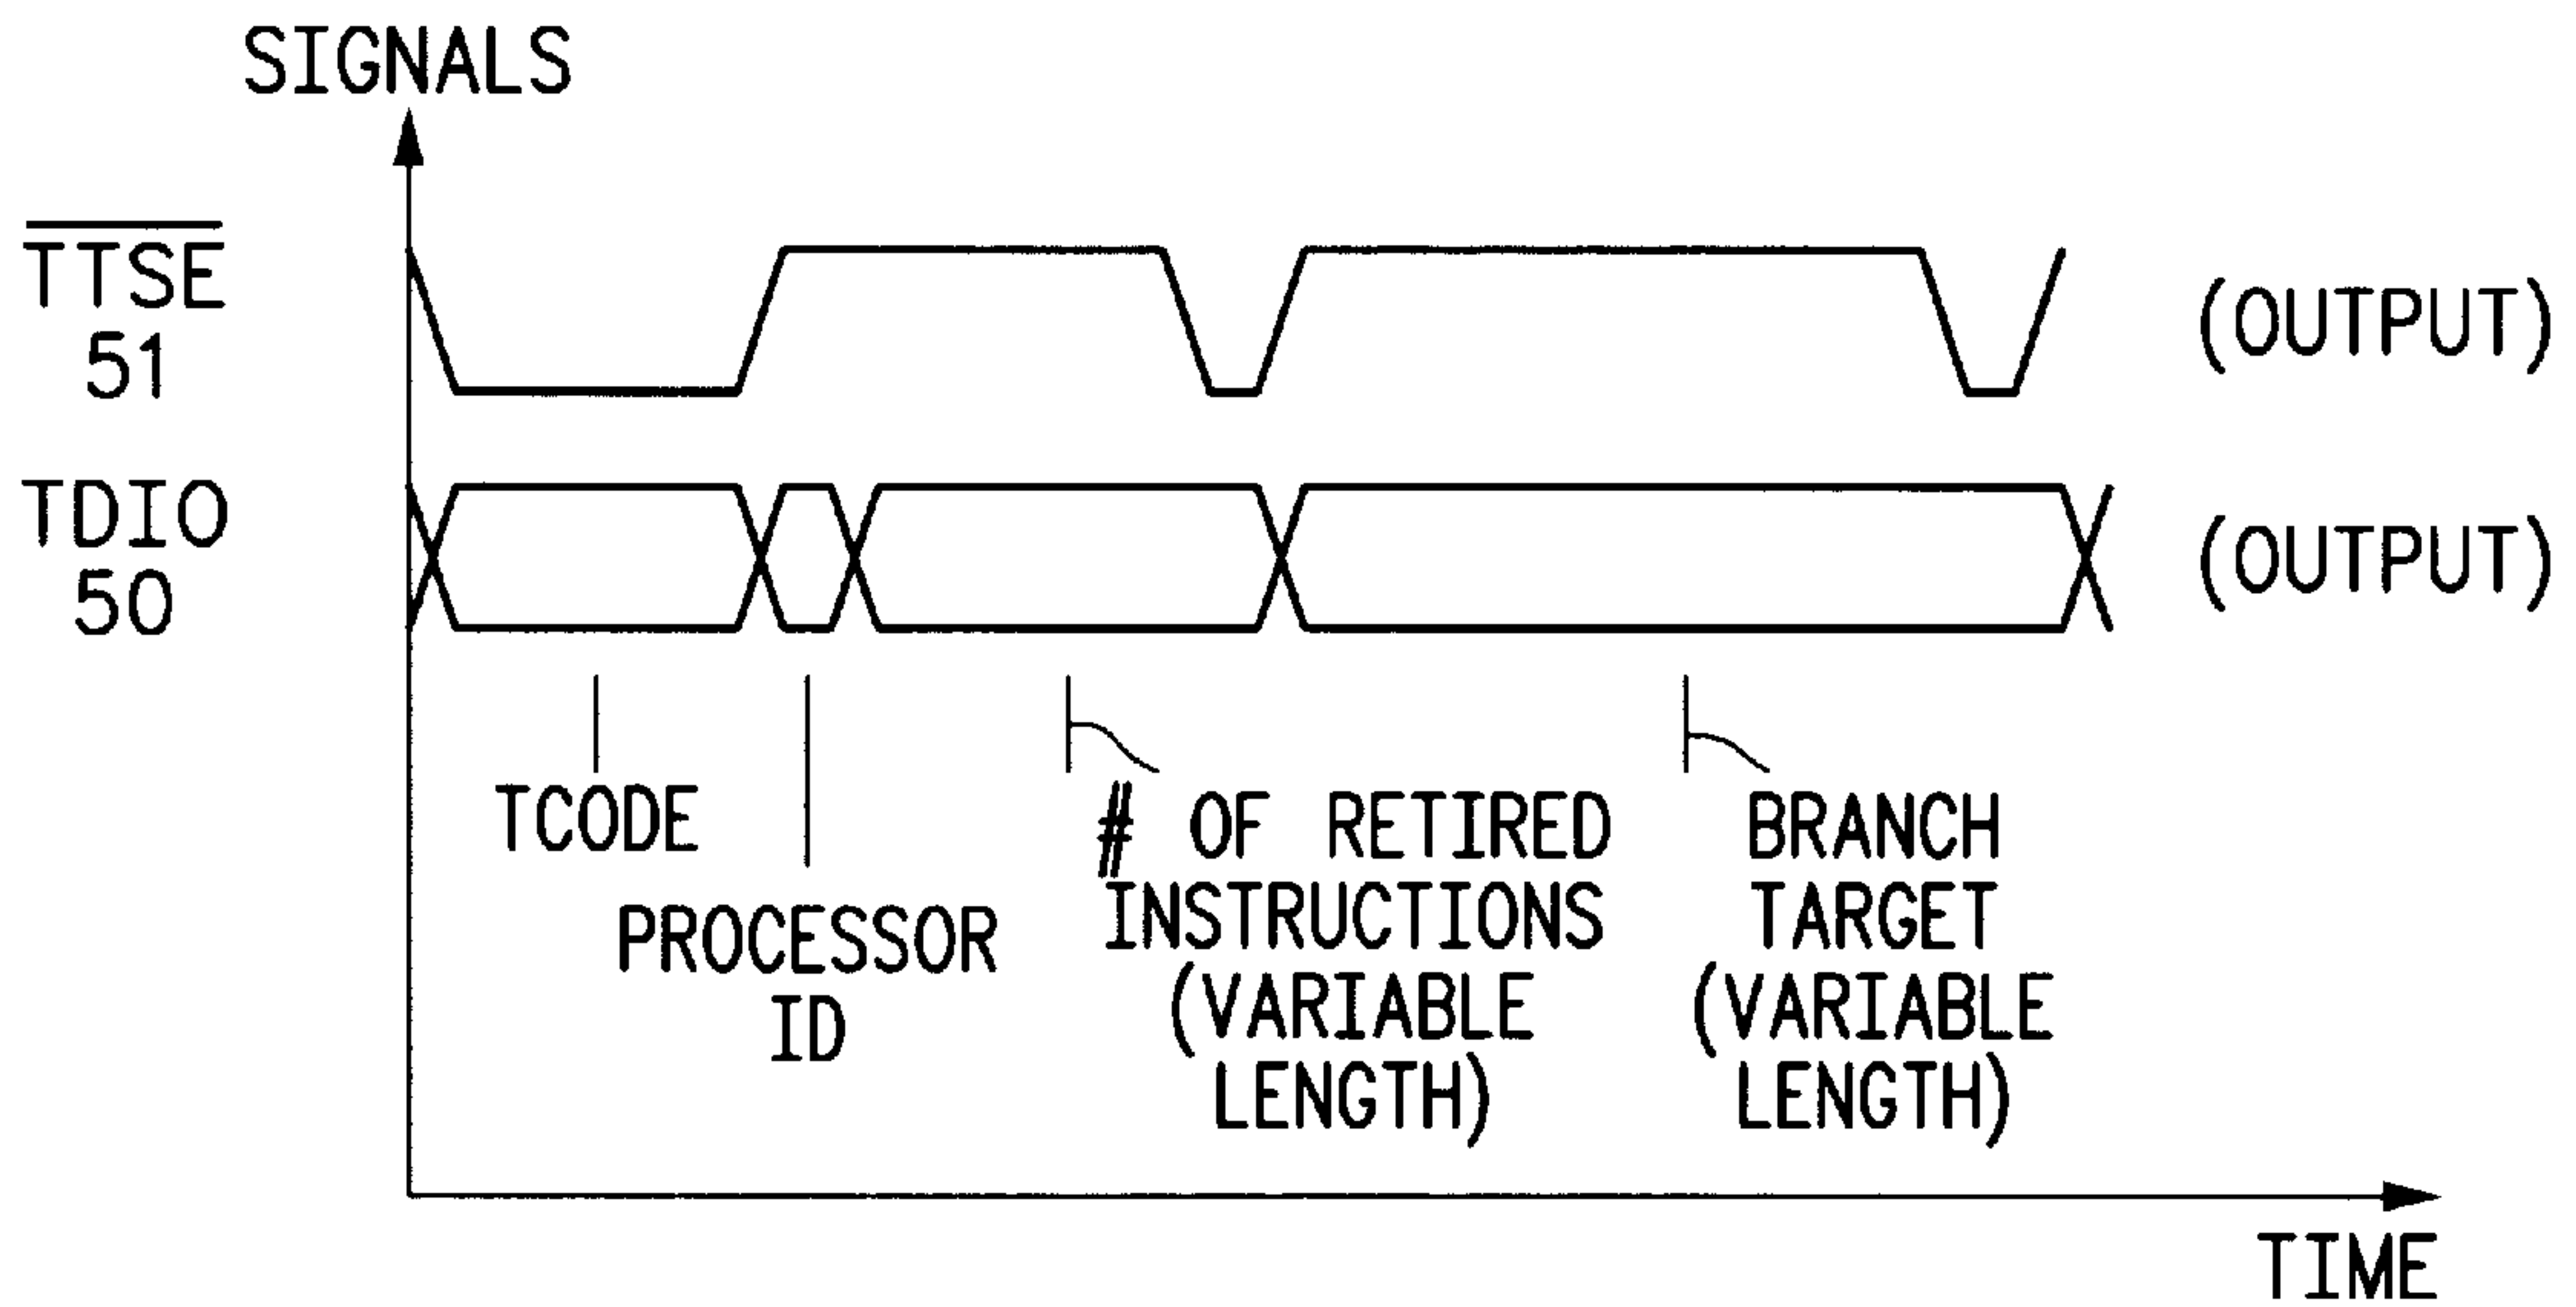 SIGNALS
TTSE
51
(OUTPUT)
TDIO
50
(OUTPUT)
TCODE
PROCESSOR
ID
# OF RETIRED
INSTRUCTIONS
(VARIABLE
LENGTH)
BRANCH
TARGET
(VARIABLE
LENGTH)
TIME